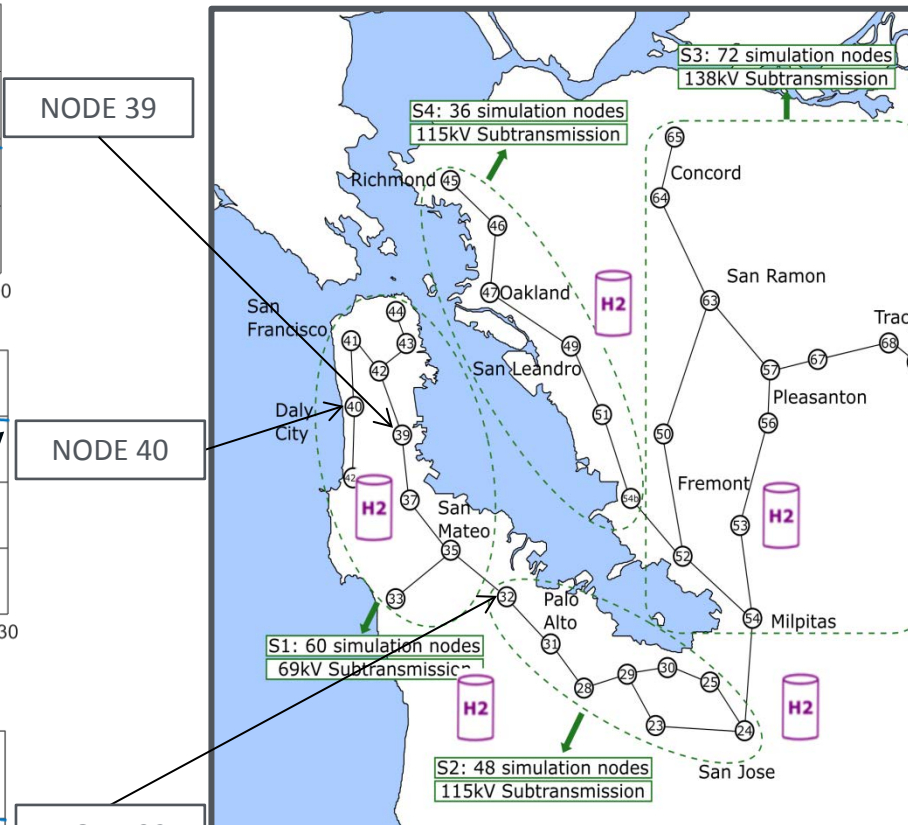 NODE 39
NODE 40
0
30
S3: 72 simulation nodes
138kV Subtransmission
S4: 36 simulation nodes
115kV Subtransmission
65
Concord
64
Richmond
45
46
47
Oakland
H2
San Ramon
63
San
Francisco
44
41
43
42
49
San Leandro
68
67
57
Pleasanton
56
40
Daly
City
51
39
50
42
H2
37
54b
Fremont
53
H2
San
Mateo
35
52
33
32
Palo
Alto
54
Milpitas
S1: 60 simulation nodes
69kV Subtransmission
31
28
29
30
25
H2
23
24
H2
S2: 48 simulation nodes
115kV Subtransmission
San Jose